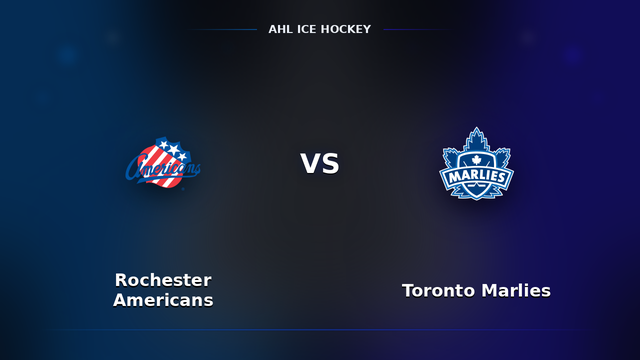 AHL ICE HOCKEY
Americans
VS
MARLIES
Rochester
Americans
Toronto Marlies